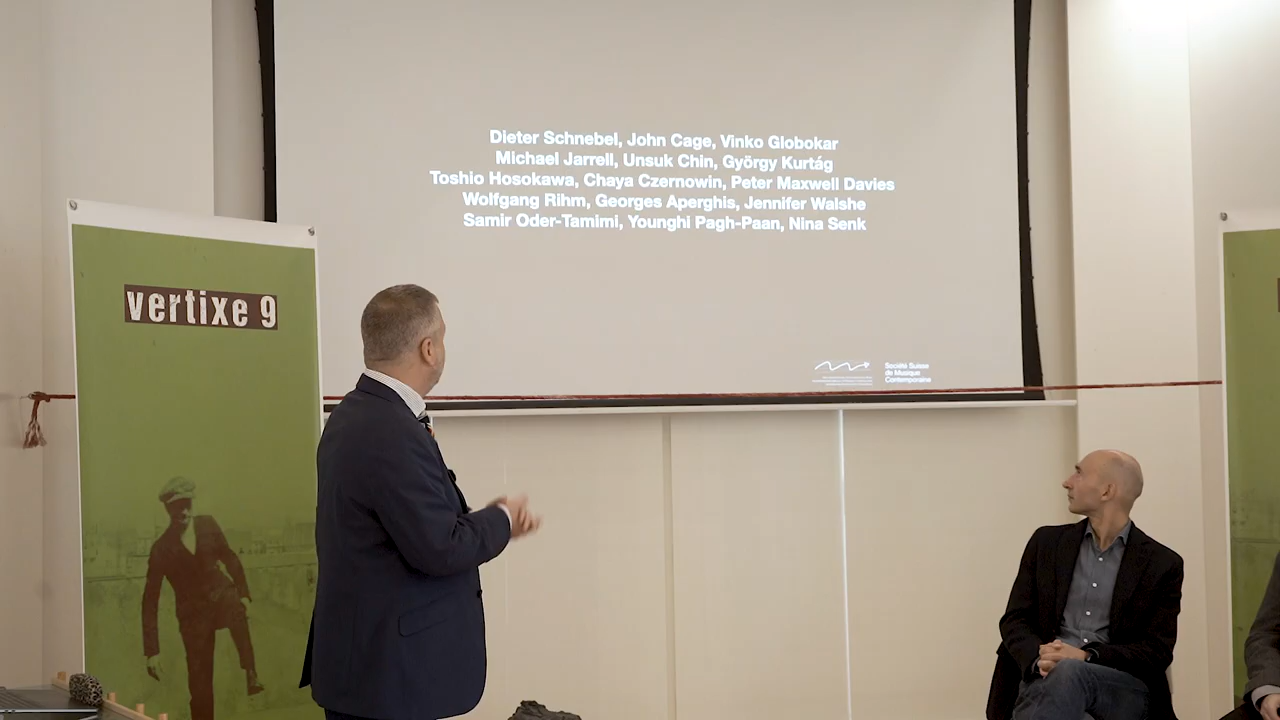 Dieter Schnebel, John Cage, Vinko Globokar
Michael Jarrell, Unsuk Chin, György Kurtág
Toshio Hosokawa, Chaya Czernowin, Peter Maxwell Davies
Wolfgang Rihm, Georges Aperghis, Jennifer Walshe
Samir Oder-Tamimi, Younghi Pagh-Paan, Nina Senk
vertixe 9
Société Suisse
de Musique
Contemporaine